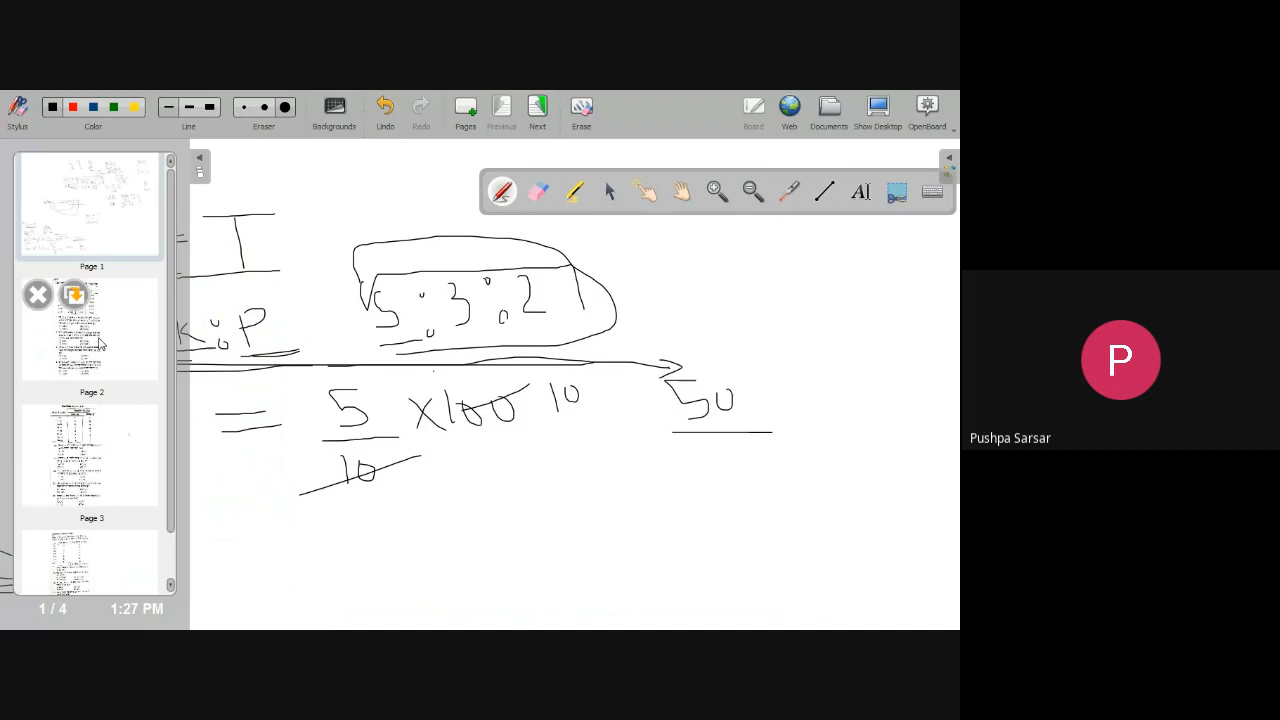 Stylus Color Line Eraser Backgrounds Undo Redo Pages Previous Next Erase Board Web Documents Show Desktop OpenBoard
Page 1
I
5 : 3 : 2
K : P
= 5 × 100 10 50
10
Page 2
Page 3
1 / 4 1:27 PM
P
Pushpa Sarsar